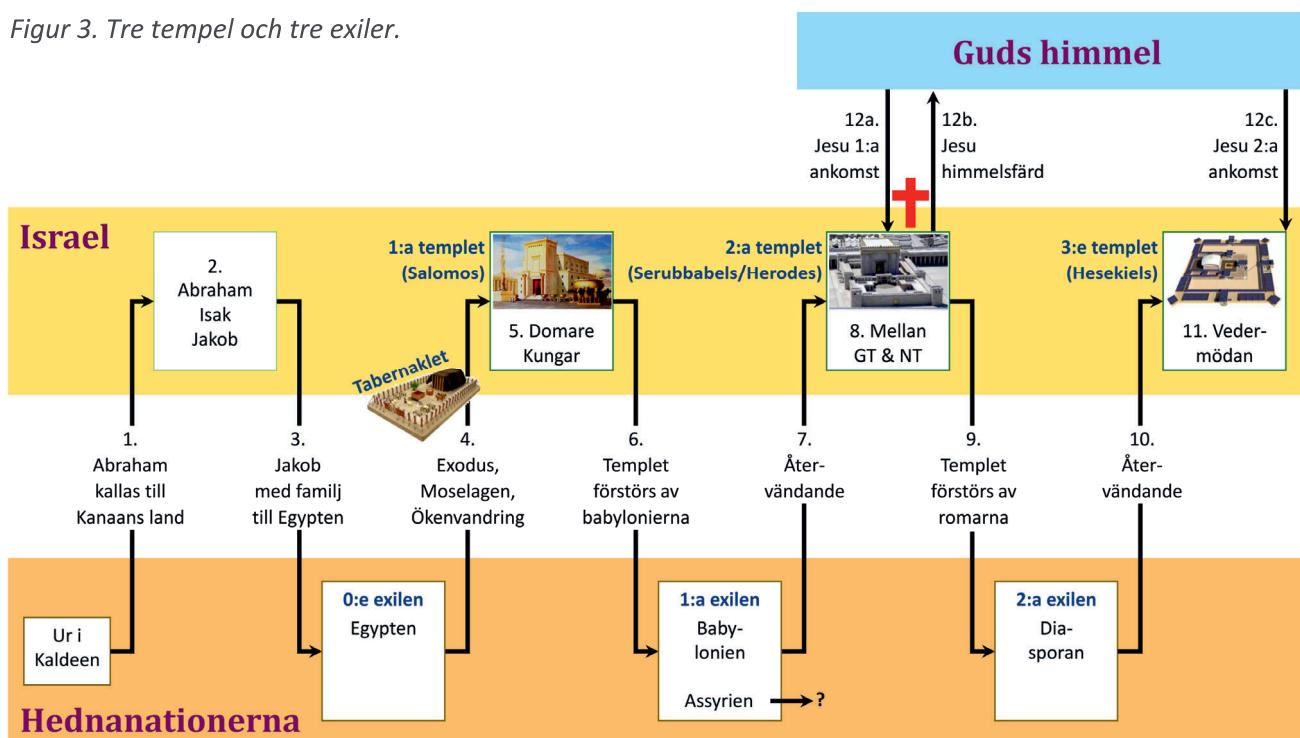 Figur 3. Tre tempel och tre exiler.
Guds himmel
12a.
Jesu 1:a
ankomst
12b.
Jesu
himmelsfärd
12c.
Jesu 2:a
ankomst
Israel
2.
Abraham
Isak
Jakob
1:a templet
(Salomos)
5. Domare
Kungar
2:a templet
(Serubbabels/Herodes)
8. Mellan
GT & NT
3:e templet
(Hesekiels)
11. Veder-
mödan
Tabernaklet
1.
Abraham
kallas till
Kanaans land
3.
Jakob
med familj
till Egypten
4.
Exodus,
Moselagen,
Ökenvandring
6.
Templet
förstörs av
babylonierna
7.
Åter-
vändande
9.
Templet
förstörs av
romarna
10.
Åter-
vändande
Ur i
Kaldeen
0:e exilen
Egypten
1:a exilen
Baby-
lonien
Assyrien ?
2:a exilen
Dia-
sporan
Hednanationerna